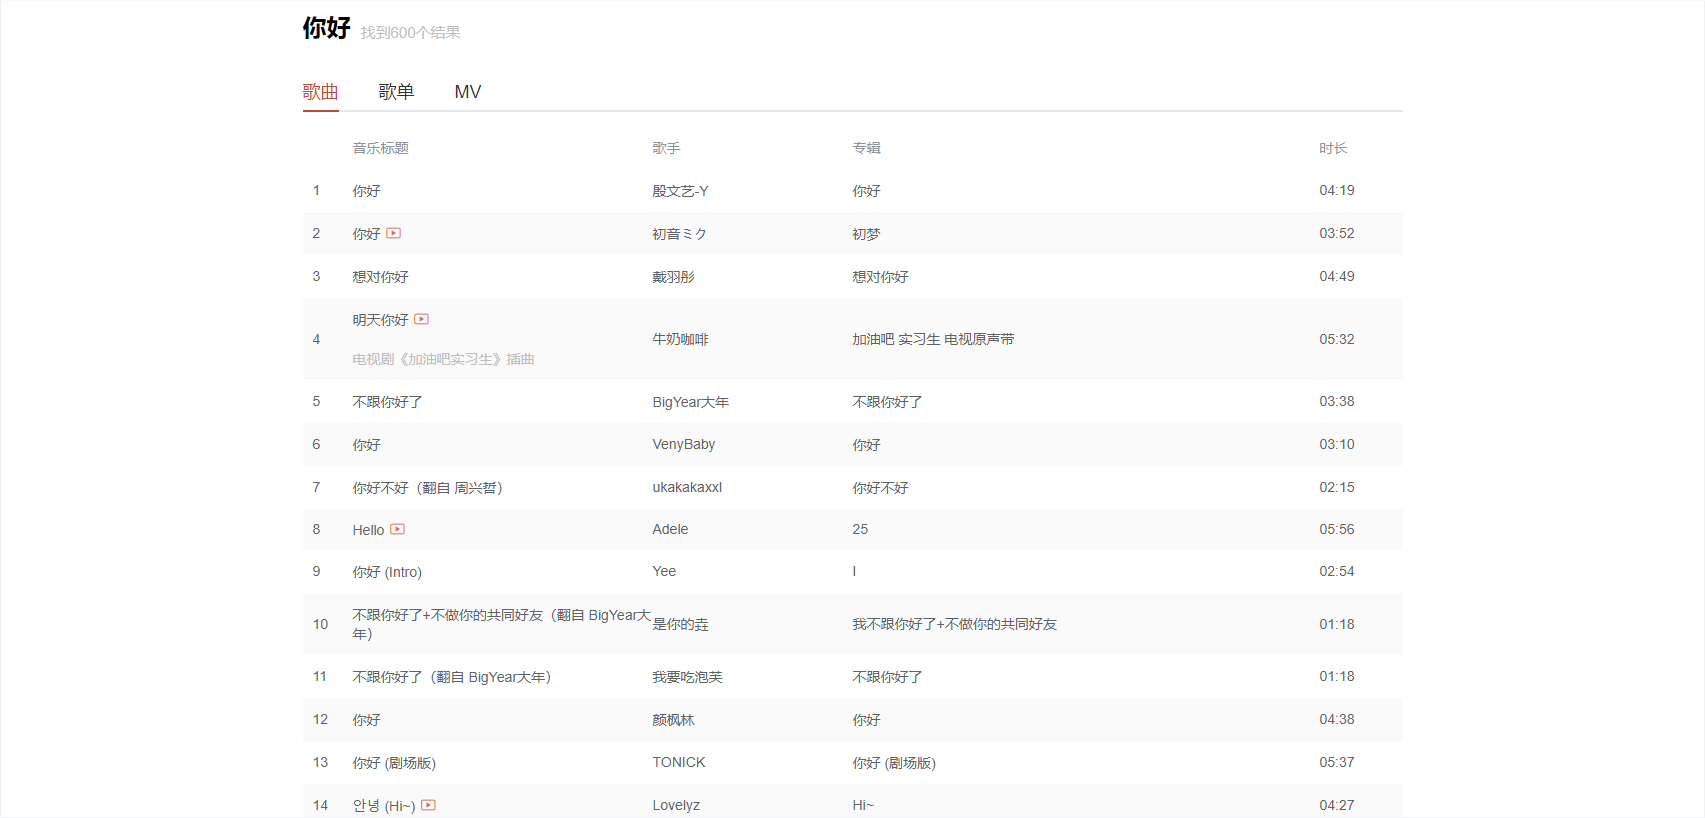 你好 找到600个结果
歌曲 歌单 MV
音乐标题 歌手 专辑 时长
1 你好 殷文艺-Y 你好 04:19
2 你好 初音ミク 初梦 03:52
3 想对你好 戴羽彤 想对你好 04:49
4 明天你好 牛奶咖啡 加油吧 实习生 电视原声带 05:32
电视剧《加油吧实习生》插曲
5 不跟你好了 BigYear大年 不跟你好了 03:38
6 你好 VenyBaby 你好 03:10
7 你好不好（翻自 周兴哲） ukakakaxxl 你好不好 02:15
8 Hello Adele 25 05:56
9 你好 (Intro) Yee I 02:54
10 不跟你好了+不做你的共同好友（翻自 BigYear大 是你的壵 我不跟你好了+不做你的共同好友 01:18
年）
11 不跟你好了（翻自 BigYear大年） 我要吃泡芙 不跟你好了 01:18
12 你好 颜枫林 你好 04:38
13 你好 (剧场版) TONICK 你好 (剧场版) 05:37
14 안녕 (Hi~) Lovelyz Hi~ 04:27